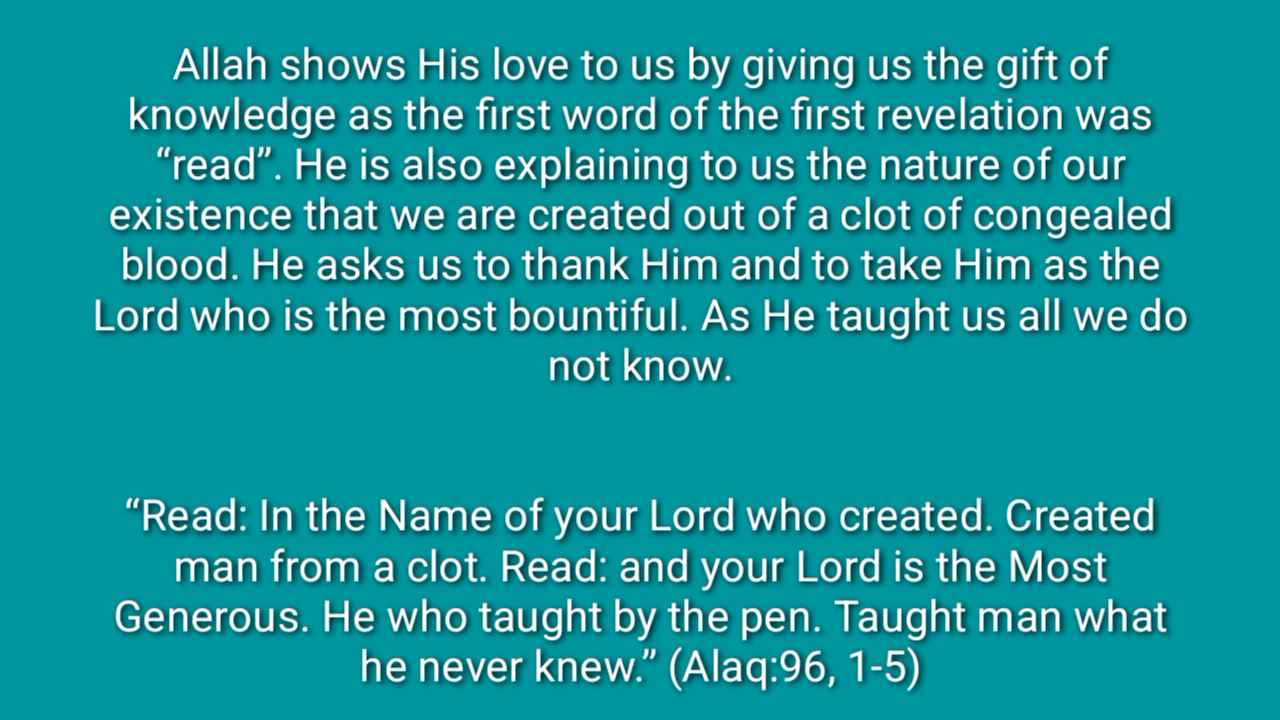 Allah shows His love to us by giving us the gift of
knowledge as the first word of the first revelation was
“read”. He is also explaining to us the nature of our
existence that we are created out of a clot of congealed
blood. He asks us to thank Him and to take Him as the
Lord who is the most bountiful. As He taught us all we do
not know.
“Read: In the Name of your Lord who created. Created
man from a clot. Read: and your Lord is the Most
Generous. He who taught by the pen. Taught man what
he never knew.” (Alaq:96, 1-5)